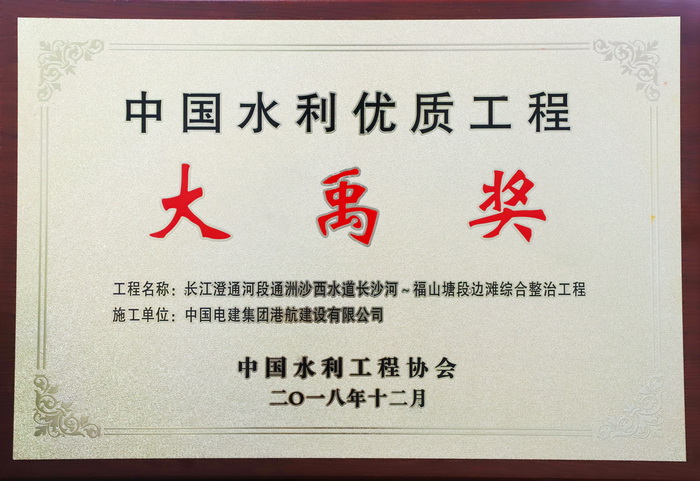 中国水利优质工程
大禹奖
工程名称：长江澄通河段通洲沙西水道长沙河～福山塘段边滩综合整治工程
施工单位：中国电建集团港航建设有限公司
中国水利工程协会
二〇一八年十二月